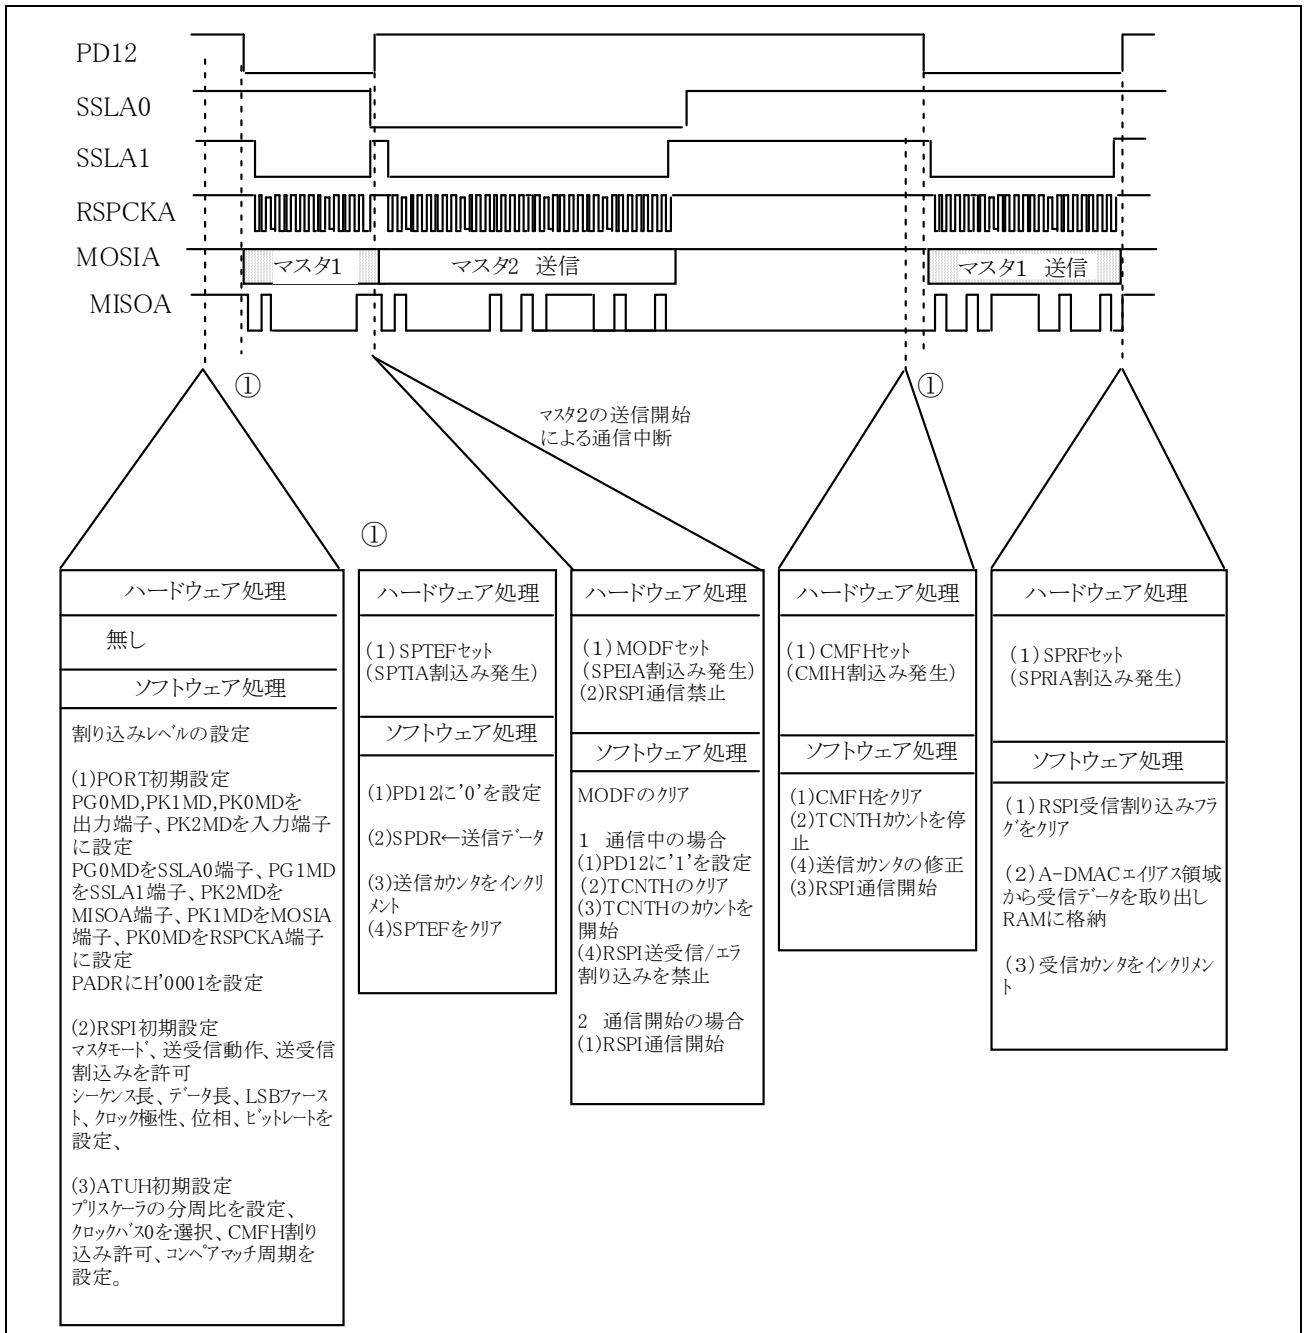 PD12
SSLA0
SSLA1
RSPCKA
MOSIA
マスタ1
マスタ2 送信
マスタ1 送信
MISOA
①
①
マスタ2の送信開始
による通信中断
①
ハードウェア処理
無し
ソフトウェア処理
割り込みレベルの設定
(1)PORT初期設定
PG0MD,PK1MD,PK0MDを
出力端子、PK2MDを入力端子
に設定
PG0MDをSSLA0端子、PG1MD
をSSLA1端子、PK2MDを
MISOA端子、PK1MDをMOSIA
端子、PK0MDをRSPCKA端子
に設定
PADRにH'0001を設定
(2)RSPI初期設定
マスタモード、送受信動作、送受信
割込みを許可
シーケンス長、データ長、LSBファース
ト、クロック極性、位相、ビットレートを
設定、
(3)ATUH初期設定
プリスケーラの分周比を設定、
クロックバス0を選択、CMFH割り
込み許可、コンペアマッチ周期を
設定。
ハードウェア処理
(1) SPTEFセット
(SPTIA割込み発生)
ソフトウェア処理
(1)PD12に'0'を設定
(2)SPDR←送信データ
(3)送信カウンタをインクリ
メント
(4)SPTEFをクリア
ハードウェア処理
(1) MODFセット
(SPEIA割込み発生)
(2)RSPI通信禁止
ソフトウェア処理
MODFのクリア
1 通信中の場合
(1)PD12に'1'を設定
(2)TCNTHのクリア
(3)TCNTHのカウントを
開始
(4)RSPI送受信/エラ
割り込みを禁止
2 通信開始の場合
(1)RSPI通信開始
ハードウェア処理
(1) CMFHセット
(CMIH割込み発生)
ソフトウェア処理
(1)CMFHをクリア
(2)TCNTHカウントを停
止
(4)送信カウンタの修正
(3)RSPI通信開始
ハードウェア処理
(1) SPRFセット
(SPRIA割込み発生)
ソフトウェア処理
(1) RSPI受信割り込みフラ
グをクリア
(2) A-DMACエイリアス領域
から受信データを取り出し
RAMに格納
(3) 受信カウンタをインクリメン
ト